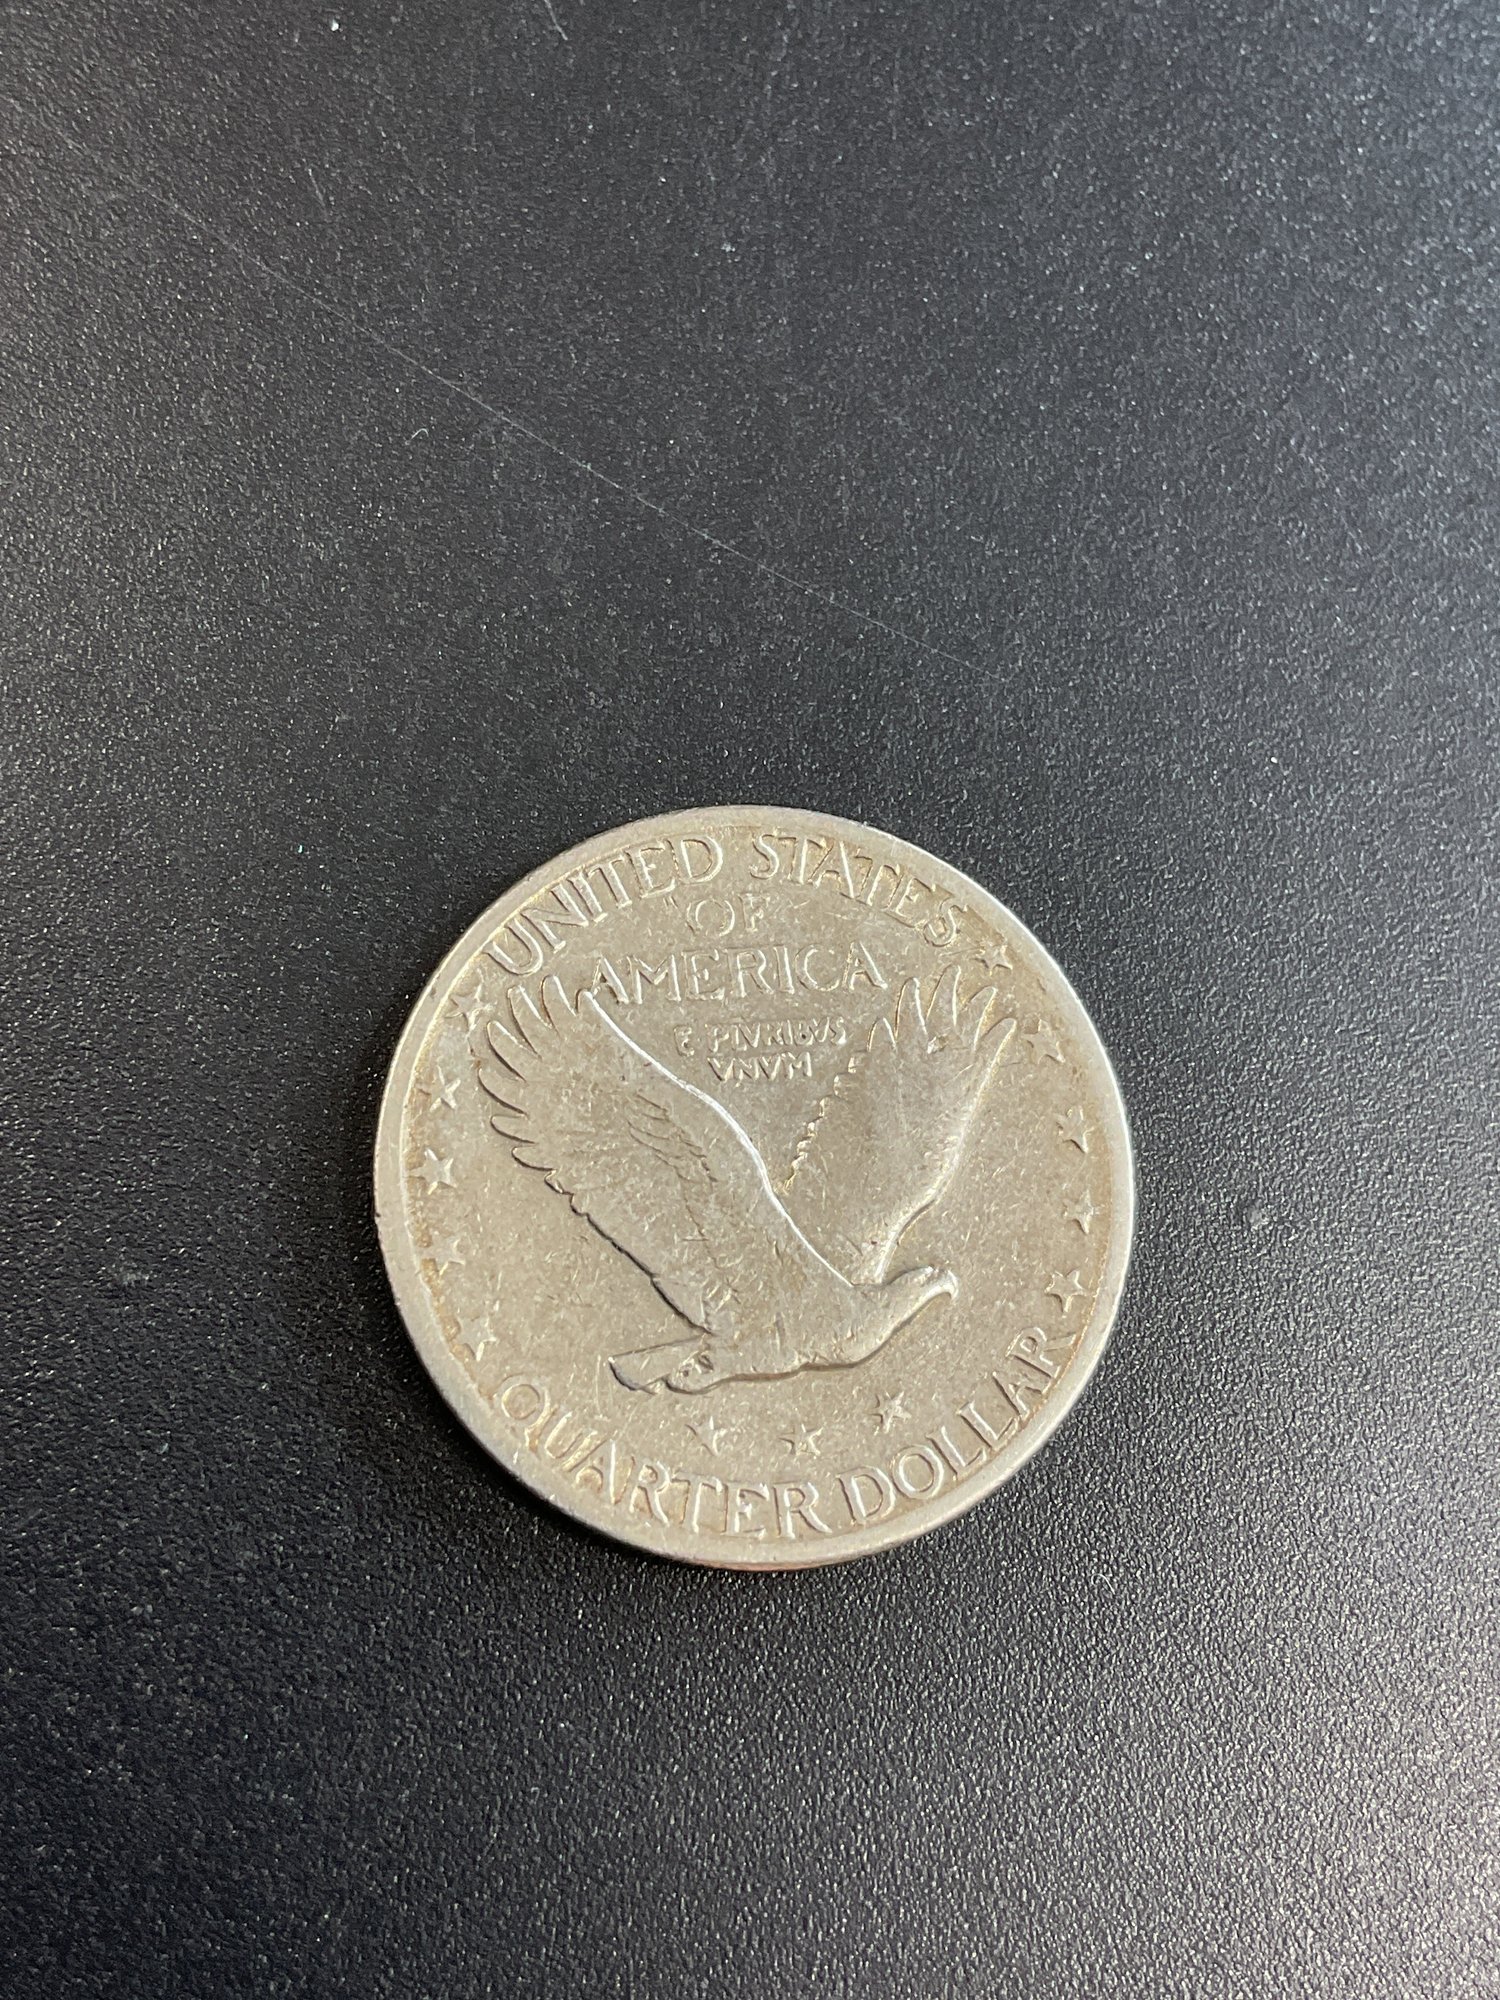 UNITED STATES
OF
AMERICA
E PLVRIBVS
VNVM
QUARTER DOLLAR